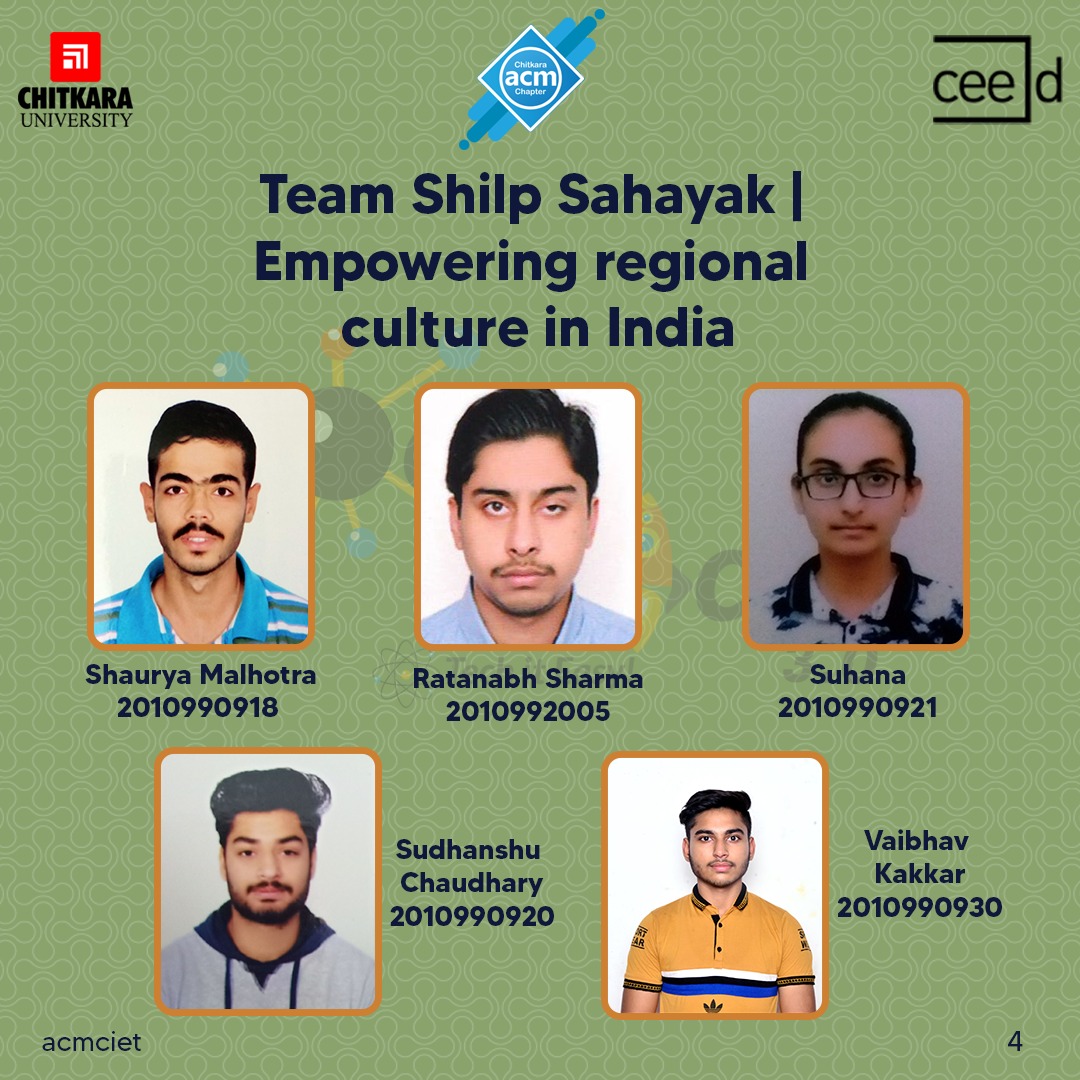 CHITKARA
UNIVERSITY
Chitkara
acm
Chapter
ceed
Team Shilp Sahayak |
Empowering regional
culture in India
Shaurya Malhotra
2010990918
Ratanabh Sharma
2010992005
Suhana
2010990921
Sudhanshu
Chaudhary
2010990920
Vaibhav
Kakkar
2010990930
acmciet
4